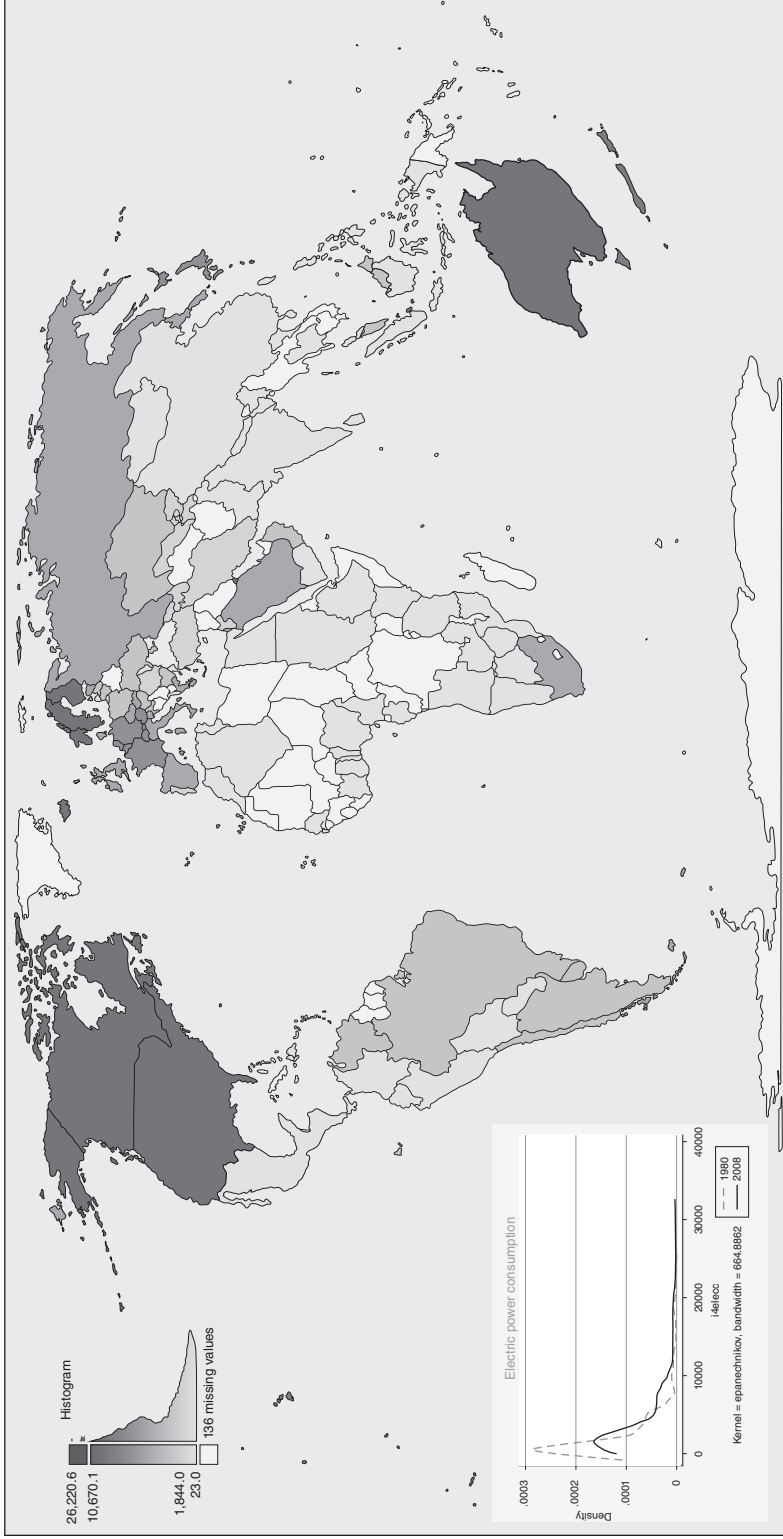 Histogram
26,220.6
10,670.1
1,844.0
23.0
136 missing values
Electric power consumption
.0003
.0002
.0001
0
Density
0
10000
20000
30000
40000
i4elecc
1980
2008
Kernel = epanechnikov, bandwidth = 664.8862